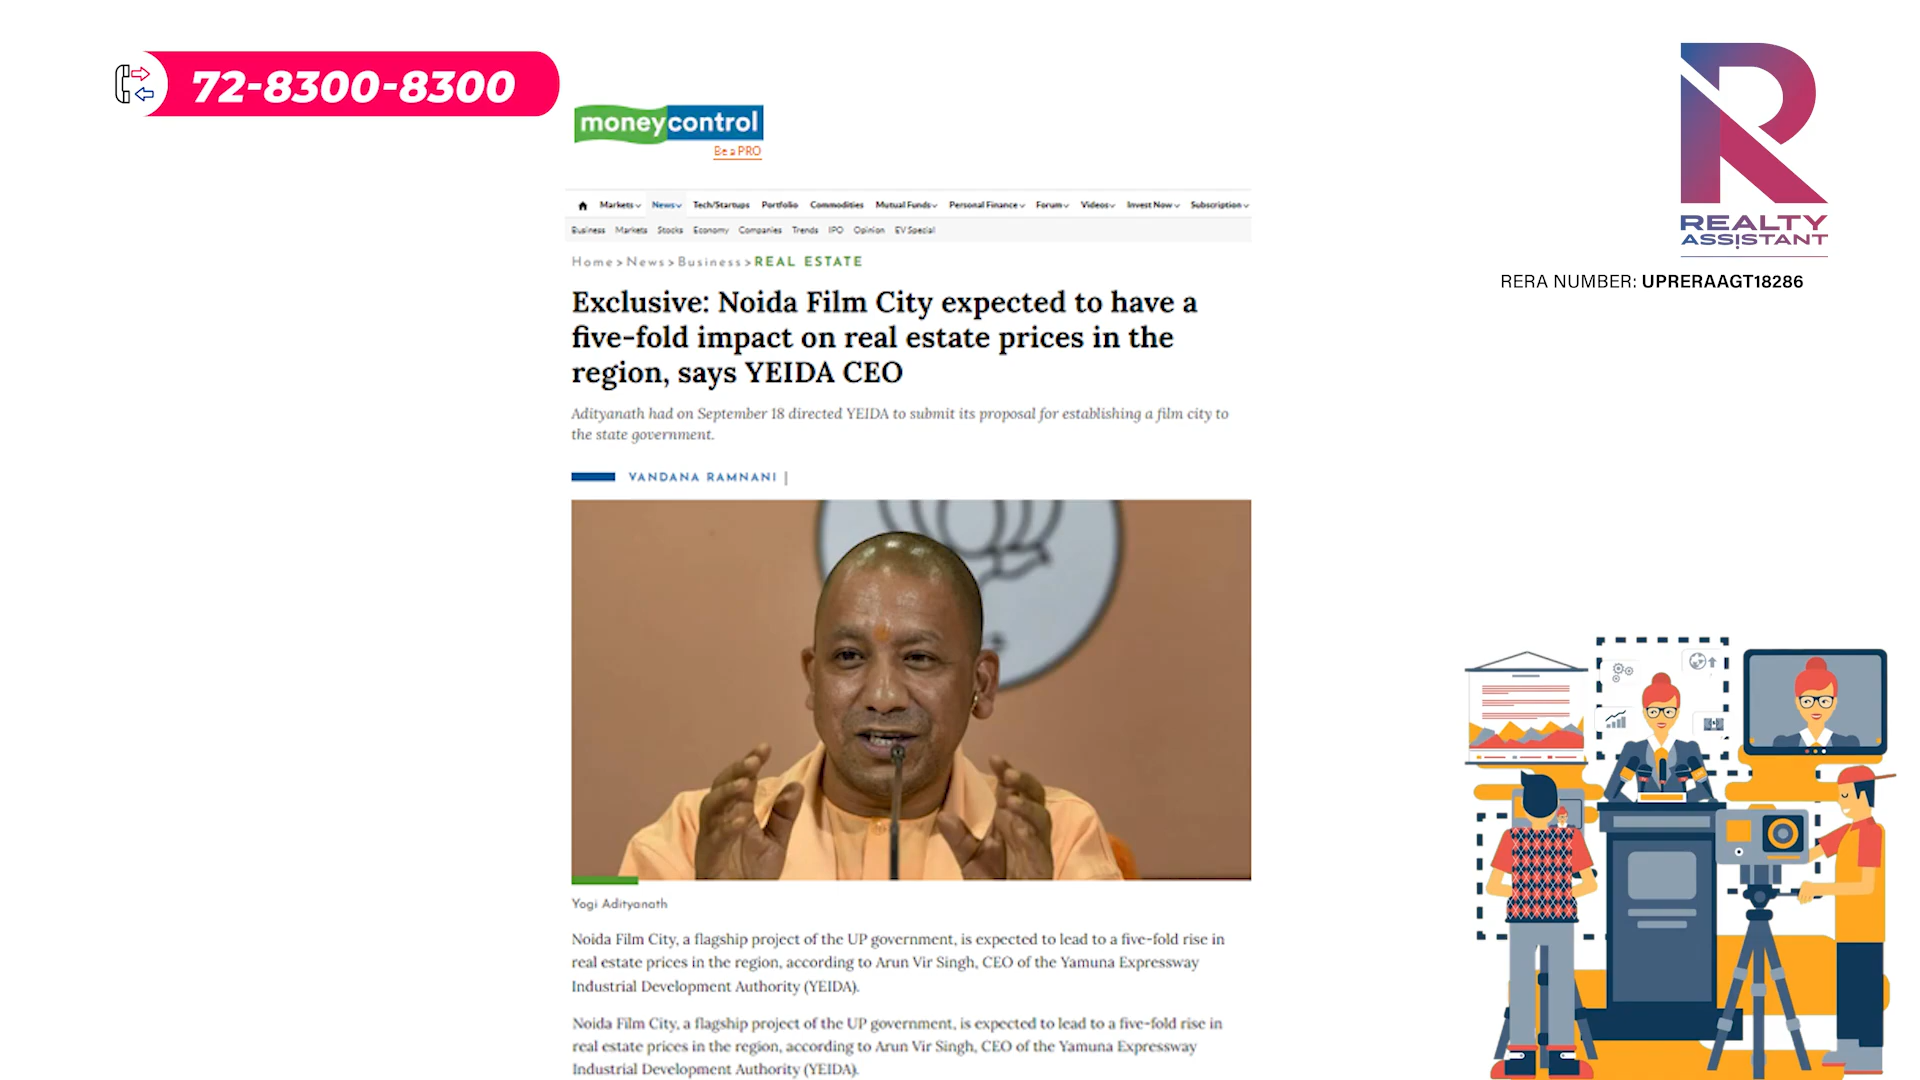 72-8300-8300
moneycontrol
Be a PRO
REALTY
ASSISTANT
RERA NUMBER: UPRERAAGT18286
Markets News Tech/Startups Portfolio Commodities Mutual Funds Personal Finance Forum Videos Invest Now Subscription
Business Markets Stocks Economy Companies Trends IPO Opinion EV Special
Home > News > Business > REAL ESTATE
Exclusive: Noida Film City expected to have a
five-fold impact on real estate prices in the
region, says YEIDA CEO
Adityanath had on September 18 directed YEIDA to submit its proposal for establishing a film city to
the state government.
VANDANA RAMNANI |
Yogi Adityanath
Noida Film City, a flagship project of the UP government, is expected to lead to a five-fold rise in
real estate prices in the region, according to Arun Vir Singh, CEO of the Yamuna Expressway
Industrial Development Authority (YEIDA).
Noida Film City, a flagship project of the UP government, is expected to lead to a five-fold rise in
real estate prices in the region, according to Arun Vir Singh, CEO of the Yamuna Expressway
Industrial Development Authority (YEIDA).